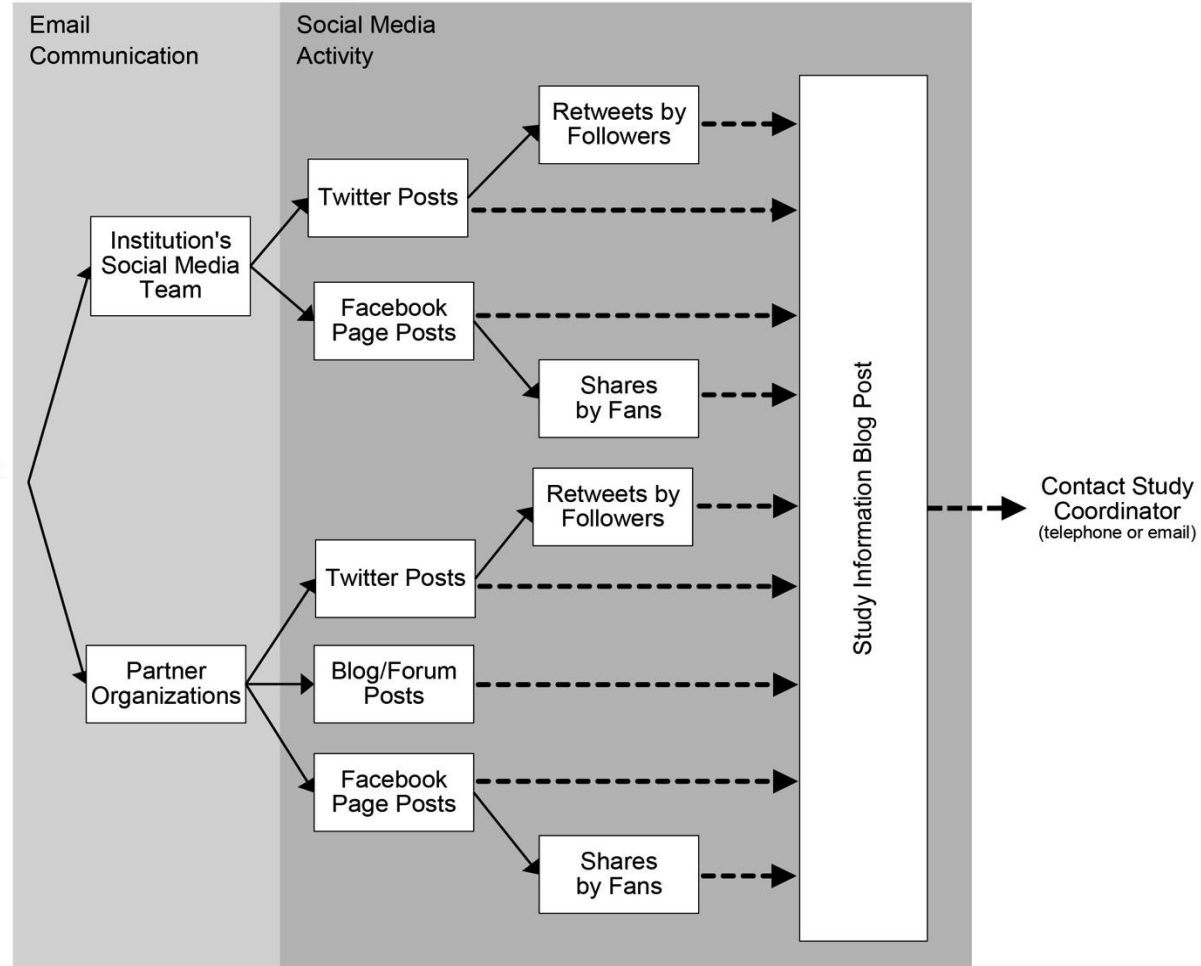 Email
Communication
Social Media
Activity
Retweets by
Followers
Twitter Posts
Institution's
Social Media
Team
Facebook
Page Posts
Shares
by Fans
Retweets by
Followers
Twitter Posts
Partner
Organizations
Blog/Forum
Posts
Facebook
Page Posts
Shares
by Fans
Study Information Blog Post
Contact Study
Coordinator
(telephone or email)